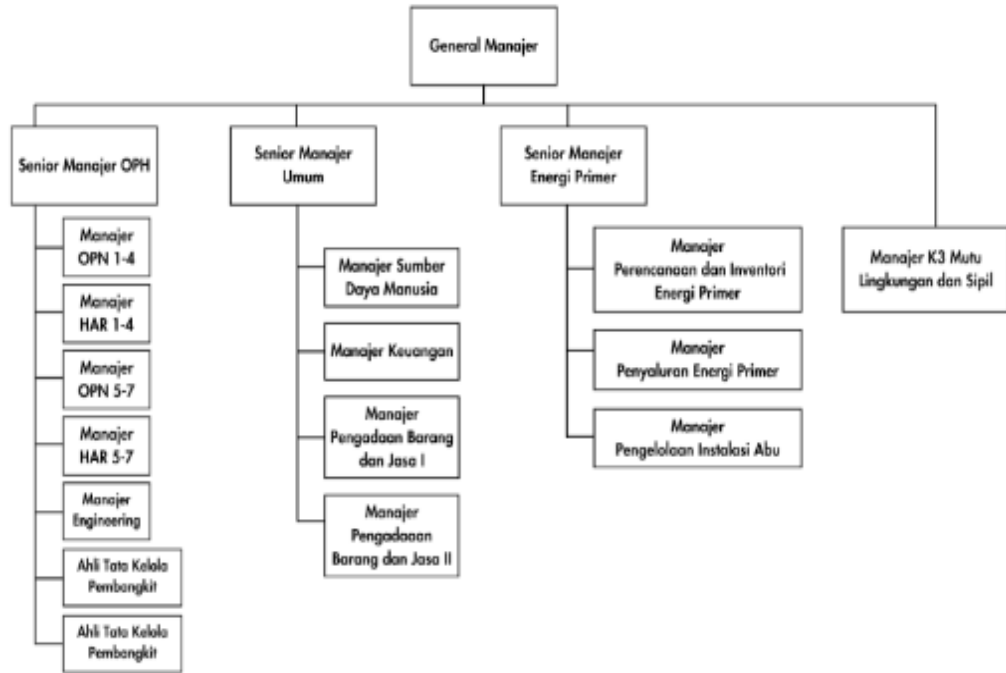 General Manajer
Senior Manajer OPH
Manajer
OPN 1-4
Manajer
HAR 1-4
Manajer
OPN 5-7
Manajer
HAR 5-7
Manajer
Engineering
Ahli Tata Kelola
Pembangkit
Ahli Tata Kelola
Pembangkit
Senior Manajer
Umum
Manajer Sumber
Daya Manusia
Manajer Keuangan
Manajer
Pengadaan Barang
dan Jasa I
Manajer
Pengadaaan
Barang dan Jasa II
Senior Manajer
Energi Primer
Manajer
Perencanaan dan Inventori
Energi Primer
Manajer
Penyaluran Energi Primer
Manajer
Pengelolaan Instalasi Abu
Manajer K3 Mutu
Lingkungan dan Sipil